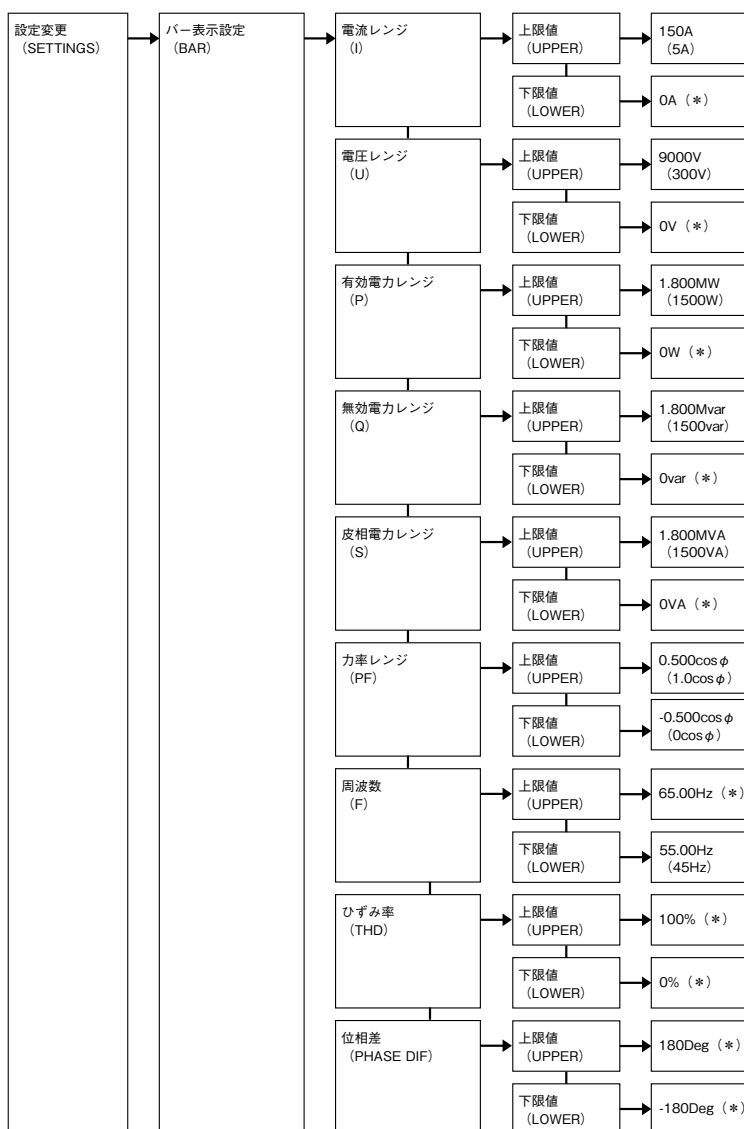 設定変更
（SETTINGS）
バー表示設定
（BAR）
電流レンジ
（I）
上限値
（UPPER）
150A
（5A）
下限値
（LOWER）
0A（＊）
電圧レンジ
（U）
上限値
（UPPER）
9000V
（300V）
下限値
（LOWER）
0V（＊）
有効電力レンジ
（P）
上限値
（UPPER）
1.800MW
（1500W）
下限値
（LOWER）
0W（＊）
無効電力レンジ
（Q）
上限値
（UPPER）
1.800Mvar
（1500var）
下限値
（LOWER）
0var（＊）
皮相電力レンジ
（S）
上限値
（UPPER）
1.800MVA
（1500VA）
下限値
（LOWER）
0VA（＊）
力率レンジ
（PF）
上限値
（UPPER）
0.500cosφ
（1.0cosφ）
下限値
（LOWER）
-0.500cosφ
（0cosφ）
周波数
（F）
上限値
（UPPER）
65.00Hz（＊）
下限値
（LOWER）
55.00Hz
（45Hz）
ひずみ率
（THD）
上限値
（UPPER）
100%（＊）
下限値
（LOWER）
0%（＊）
位相差
（PHASE DIF）
上限値
（UPPER）
180Deg（＊）
下限値
（LOWER）
-180Deg（＊）